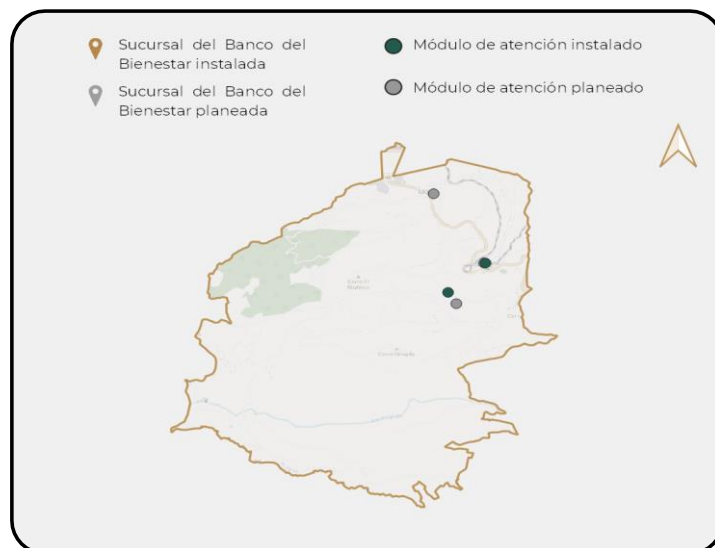 Sucursal del Banco del
Bienestar instalada
Sucursal del Banco del
Bienestar planeada
Módulo de atención instalado
Módulo de atención planeado